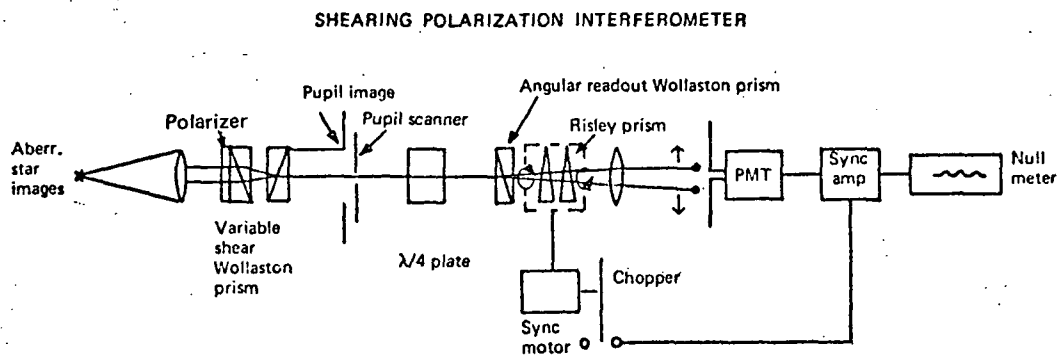 SHEARING POLARIZATION INTERFEROMETER
Angular readout Wollaston prism
Pupil image
Pupil scanner
Risley prism
Polarizer
Aberr.
star
images
PMT
Sync
amp
Null
meter
Variable
shear
Wollaston
prism
λ/4 plate
Chopper
Sync
motor